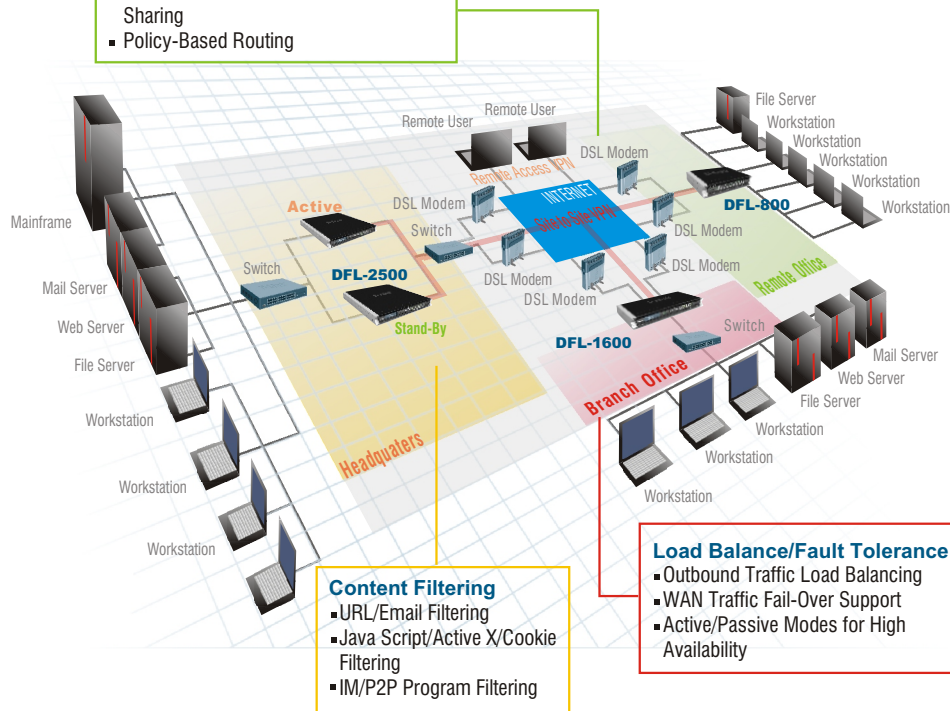 Sharing
▪ Policy-Based Routing
Remote User
Remote User
File Server
Workstation
Workstation
Workstation
Workstation
Workstation
DSL Modem
Remote Access VPN
INTERNET
Site-to-Site VPN
DFL-800
Mainframe
Active
DSL Modem
DSL Modem
Switch
Switch
DFL-2500
DSL Modem
DSL Modem
DSL Modem
DSL Modem
Remote Office
Mail Server
Web Server
File Server
Stand-By
DFL-1600
Switch
Mail Server
Web Server
File Server
Branch Office
Headquaters
Workstation
Workstation
Workstation
Workstation
Workstation
Workstation
Content Filtering
▪ URL/Email Filtering
▪ Java Script/Active X/Cookie
Filtering
▪ IM/P2P Program Filtering
Load Balance/Fault Tolerance
▪ Outbound Traffic Load Balancing
▪ WAN Traffic Fail-Over Support
▪ Active/Passive Modes for High
Availability